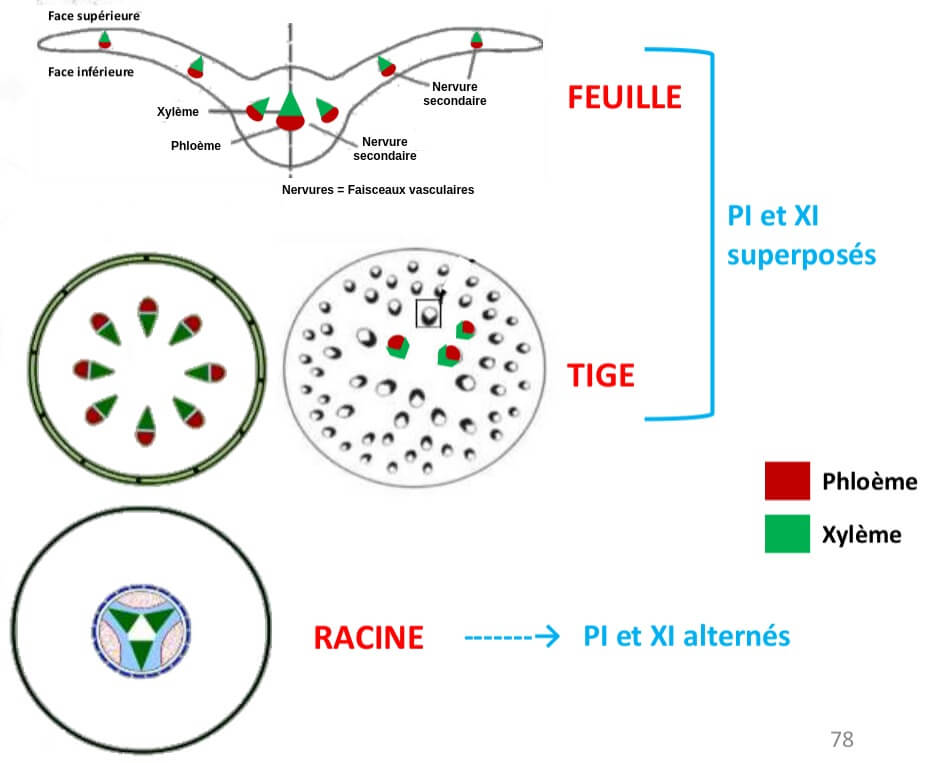 Face supérieure
Face inférieure
Nervure
secondaire
FEUILLE
Xylème
Phloème
Nervure
secondaire
Nervures = Faisceaux vasculaires
PI et XI
superposés
TIGE
Phloème
Xylème
RACINE
PI et XI alternés
78